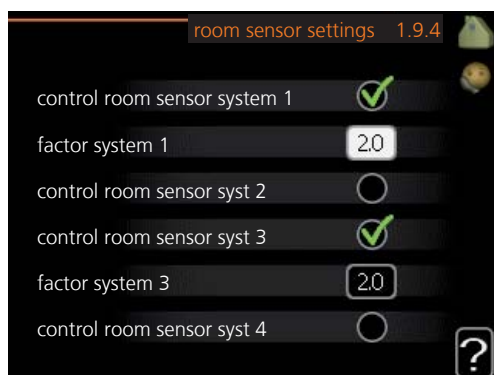 room sensor settings 1.9.4
control room sensor system 1
factor system 1 2.0
control room sensor syst 2
control room sensor syst 3
factor system 3 2.0
control room sensor syst 4
?